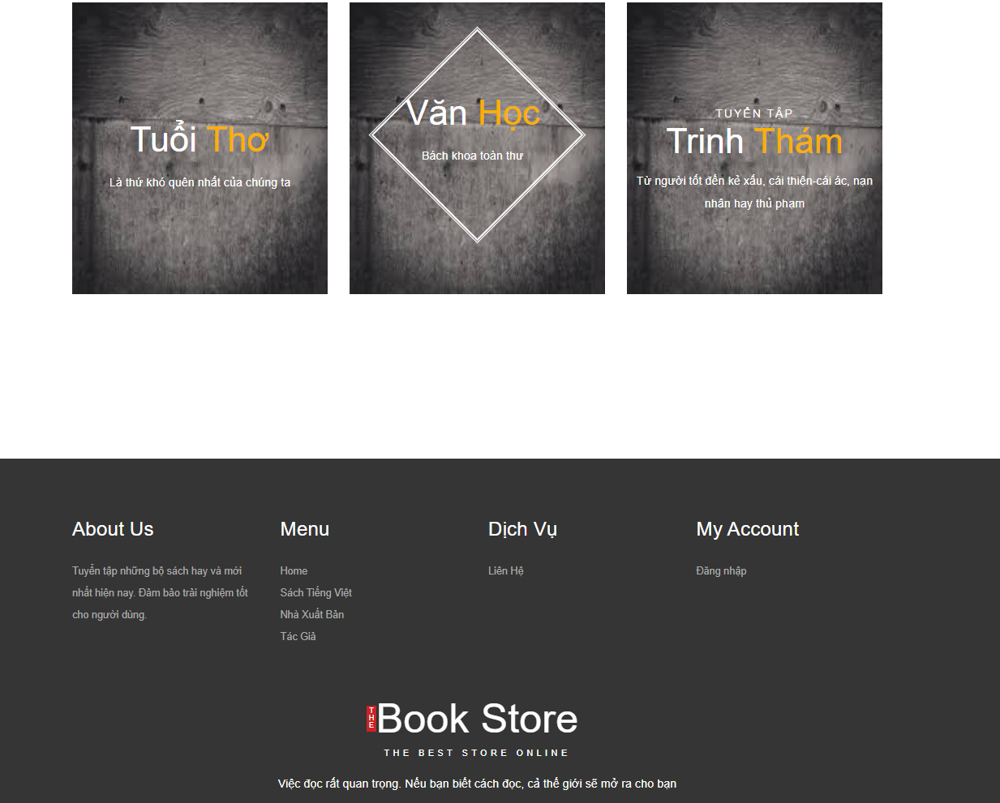 Tuổi Thơ
Là thứ khó quên nhất của chúng ta
Văn Học
Bách khoa toàn thư
TUYỂN TẬP
Trinh Thám
Từ người tốt đến kẻ xấu, cái thiện-cái ác, nạn
nhân hay thủ phạm
About Us
Tuyển tập những bộ sách hay và mới
nhất hiện nay. Đảm bảo trải nghiệm tốt
cho người dùng.
Menu
Home
Sách Tiếng Việt
Nhà Xuất Bản
Tác Giả
Dịch Vụ
Liên Hệ
My Account
Đăng nhập
THE Book Store
THE BEST STORE ONLINE
Việc đọc rất quan trọng. Nếu bạn biết cách đọc, cả thế giới sẽ mở ra cho bạn